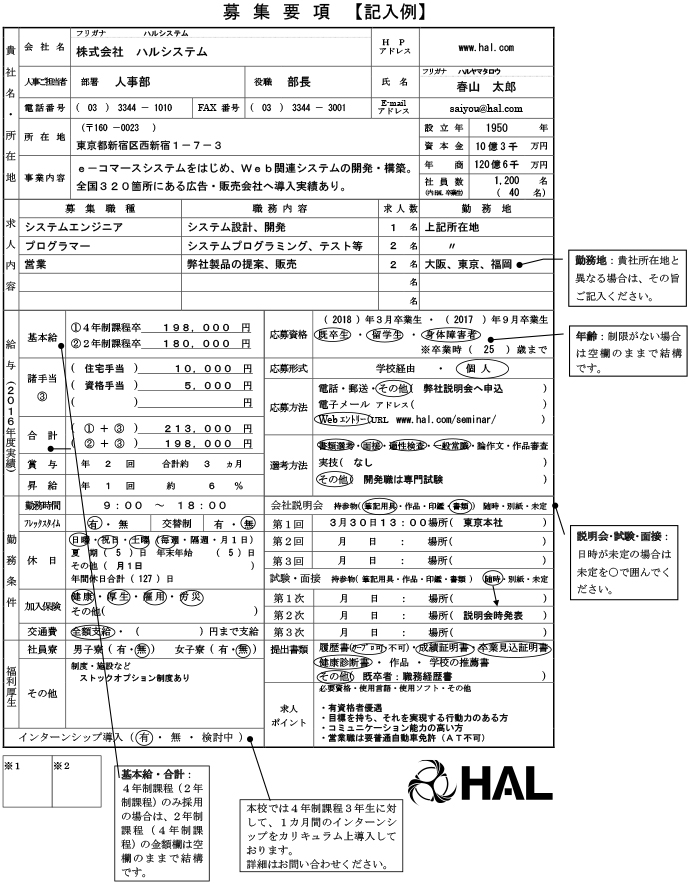 募集要項 【記入例】
貴社名・所在地
会社名
フリガナ ハルシステム
株式会社 ハルシステム
HP
アドレス
www.hal.com
人事ご担当者
部署 人事部
役職 部長
氏名
フリガナ ハルヤマタロウ
春山 太郎
電話番号
( 03 ) 3344 － 1010
FAX 番号
( 03 ) 3344 － 3001
E-mail
アドレス
saiyou@hal.com
所在地
(〒160 －0023 )
東京都新宿区西新宿１－７－３
設立年 1950 年
資本金 10億3千 万円
事業内容
ｅ－コマースシステムをはじめ、Ｗｅｂ関連システムの開発・構築。
全国３２０箇所にある広告・販売会社へ導入実績あり。
年商 120億6千 万円
社員数 1,200 名
(内HAL 卒業生) ( 40 名)
求人内容
募集職種 職務内容 求人数 勤務地
システムエンジニア システム設計、開発 1 名 上記所在地
プログラマー システムプログラミング、テスト等 2 名 〃
営業 弊社製品の提案、販売 2 名 大阪、東京、福岡
名
名
勤務地：貴社所在地と
異なる場合は、その旨
ご記入ください。
給与（２０１６年度実績）
基本給
①４年制課程卒 １９８，０００ 円
②２年制課程卒 １８０，０００ 円
諸手当
③
( 住宅手当 ) １０，０００ 円
( 資格手当 ) ５，０００ 円
( ) 円
合計
( ① ＋ ③ ) ２１３，０００ 円
( ② ＋ ③ ) １９８，０００ 円
賞与 年 ２ 回 合計約 ３ ヵ月
昇給 年 １ 回 約 ６ ％
応募資格
( 2018 ) 年３月卒業生 ・ ( 2017 ) 年９月卒業生
既卒生 ・ 留学生 ・ 身体障害者
※卒業時 ( 25 ) 歳まで
応募形式 学校経由 ・ 個人
応募方法
電話・郵送・その他( 弊社説明会へ申込 )
電子メール アドレス( )
Webエントリー(URL www.hal.com/seminar/ )
選考方法
書類選考・面接・適性検査・一般常識・論作文・作品審査
実技( なし )
その他( 開発職は専門試験 )
年齢：制限がない場合
は空欄のままで結構
です。
勤務条件
勤務時間 ９：００ ～ １８：００
フレックスタイム 有 ・ 無 交替制 有 ・ 無
休日
日曜・祝日・土曜 (毎週・隔週・月１日)
夏期 ( 5 ) 日 年末年始 ( 5 ) 日
その他 ( 月1日 )
年間休日合計 ( 127 ) 日
加入保険
健康 ・ 厚生 ・ 雇用 ・ 労災
その他( )
交通費 全額支給・( ) 円まで支給
会社説明会 持参物(筆記用具・作品・印鑑・書類) 随時・別紙・未定
第１回 ３月３０日１３：００ 場所( 東京本社 )
第２回 月 日 ： 場所( )
第３回 月 日 ： 場所( )
試験・面接 持参物(筆記用具・作品・印鑑・書類) 随時・別紙・未定
第１次 月 日 ： 場所( )
第２次 月 日 ： 場所( 説明会時発表 )
第３次 月 日 ： 場所( )
説明会・試験・面接：
日時が未定の場合は
未定を○で囲んでく
ださい。
福利厚生
社員寮 男子寮 ( 有・無 ) 女子寮 ( 有・無 )
その他
制度・施設など
ストックオプション制度あり
インターンシップ導入 ( 有 ・ 無 ・ 検討中 )
提出書類
履歴書(ワープロ可・不可)・成績証明書・卒業見込証明書
健康診断書・ 作品 ・ 学校の推薦書
その他( 既卒者：職務経歴書 )
求人
ポイント
必要資格・使用言語・使用ソフト・その他
・有資格者優遇
・目標を持ち、それを実現する行動力のある方
・コミュニケーション能力の高い方
・営業職は要普通自動車免許（ＡＴ不可）
※１
※２
基本給・合計：
４年制課程（２年
制課程）のみ採用
の場合は、２年制
課程（４年制課
程）の金額欄は空
欄のままで結構
です。
本校では４年制課程３年生に対
して、１カ月間のインターンシ
ップをカリキュラム上導入して
おります。
詳細はお問い合わせください。
HAL